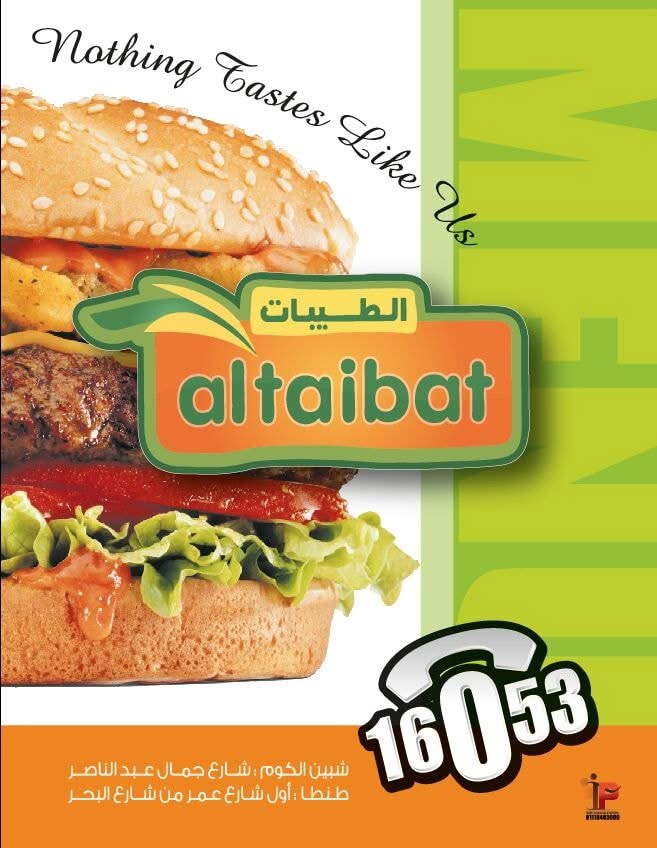 Nothing Tastes Like Us
MENU
الطيبات
altaibat
16053
شبين الكوم : شارع جمال عبد الناصر
طنطا : أول شارع عمر من شارع البحر
iP